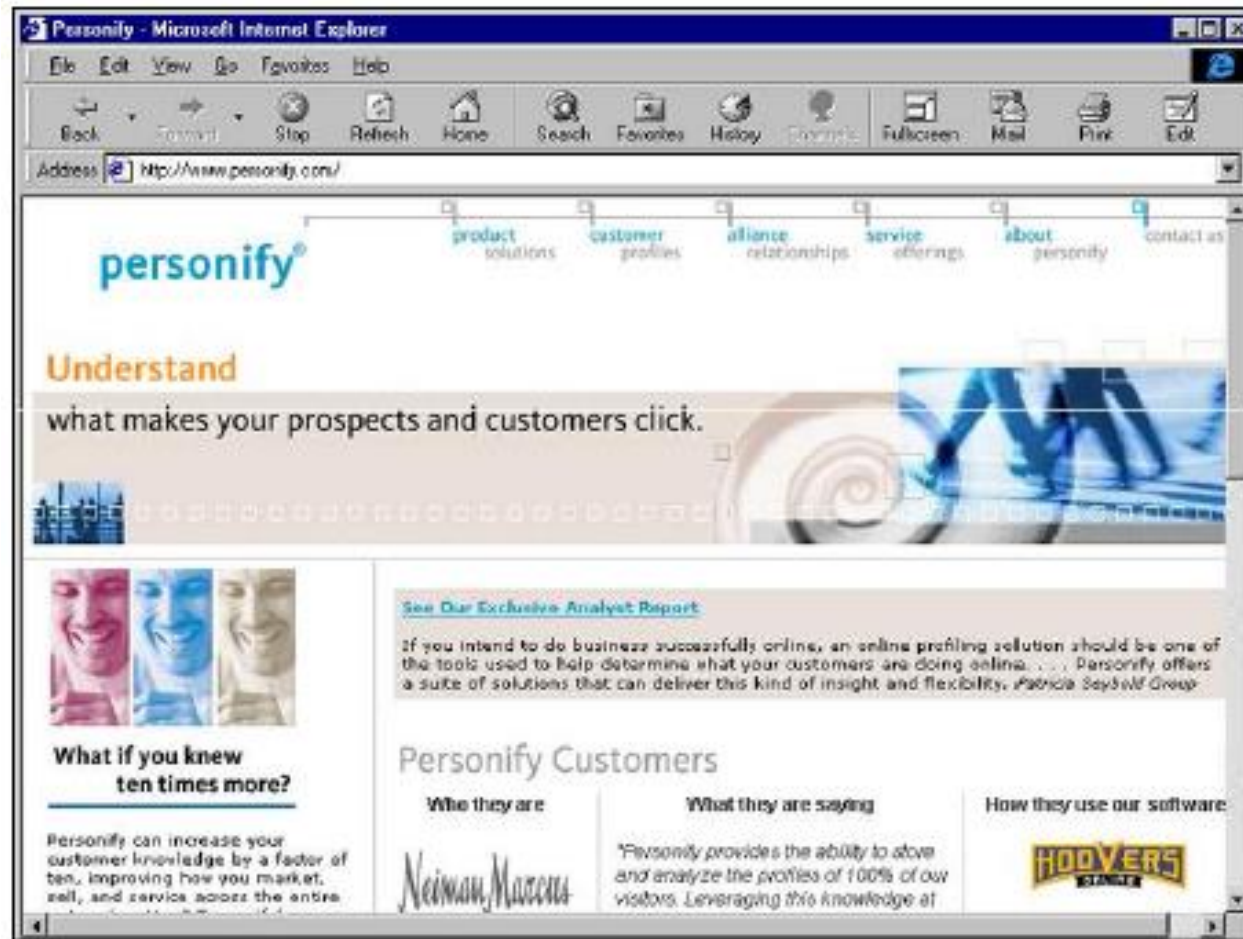 Personify - Microsoft Internet Explorer
File Edit View Go Favorites Help
Back Forward Stop Refresh Home Search Favorites History Channels Fullscreen Mail Print Edit
Address http://www.personify.com/
product solutions customer profiles alliance relationships service offerings about personify contact us
personify®
Understand
what makes your prospects and customers click.
See Our Exclusive Analyst Report
If you intend to do business successfully online, an online profiling solution should be one of
the tools used to help determine what your customers are doing online. . . . Personify offers
a suite of solutions that can deliver this kind of insight and flexibility. Patricia Seybold Group
What if you knew
ten times more?
Personify can increase your
customer knowledge by a factor of
ten, improving how you market,
sell, and service across the entire
Personify Customers
Who they are
Neiman Marcus
What they are saying
"Personify provides the ability to store
and analyze the profiles of 100% of our
visitors. Leveraging this knowledge at
How they use our software
HOOVERS
ONLINE